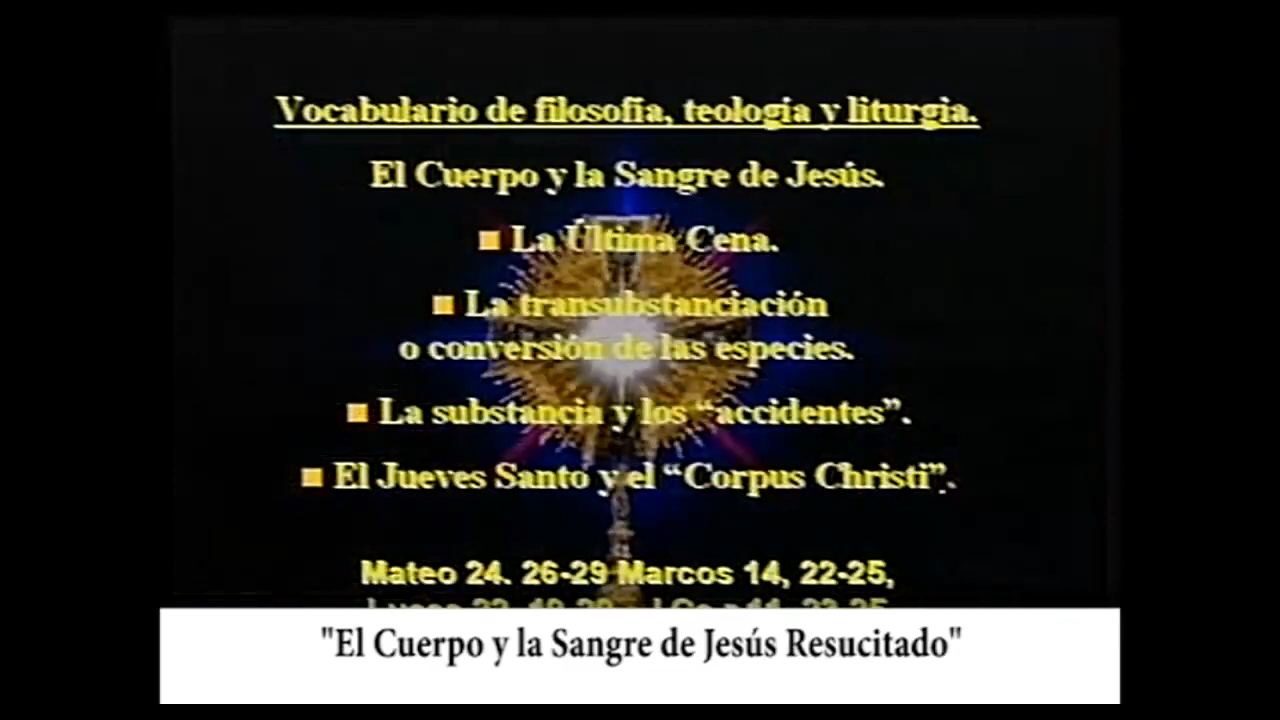 Vocabulario de filosofía, teologia y liturgia.
El Cuerpo y la Sangre de Jesús.
La Última Cena.
La transubstanciación
o conversión de las especies.
La substancia y los “accidentes”.
El Jueves Santo y el “Corpus Christi”.
Mateo 24. 26-29 Marcos 14, 22-25,
"El Cuerpo y la Sangre de Jesús Resucitado"